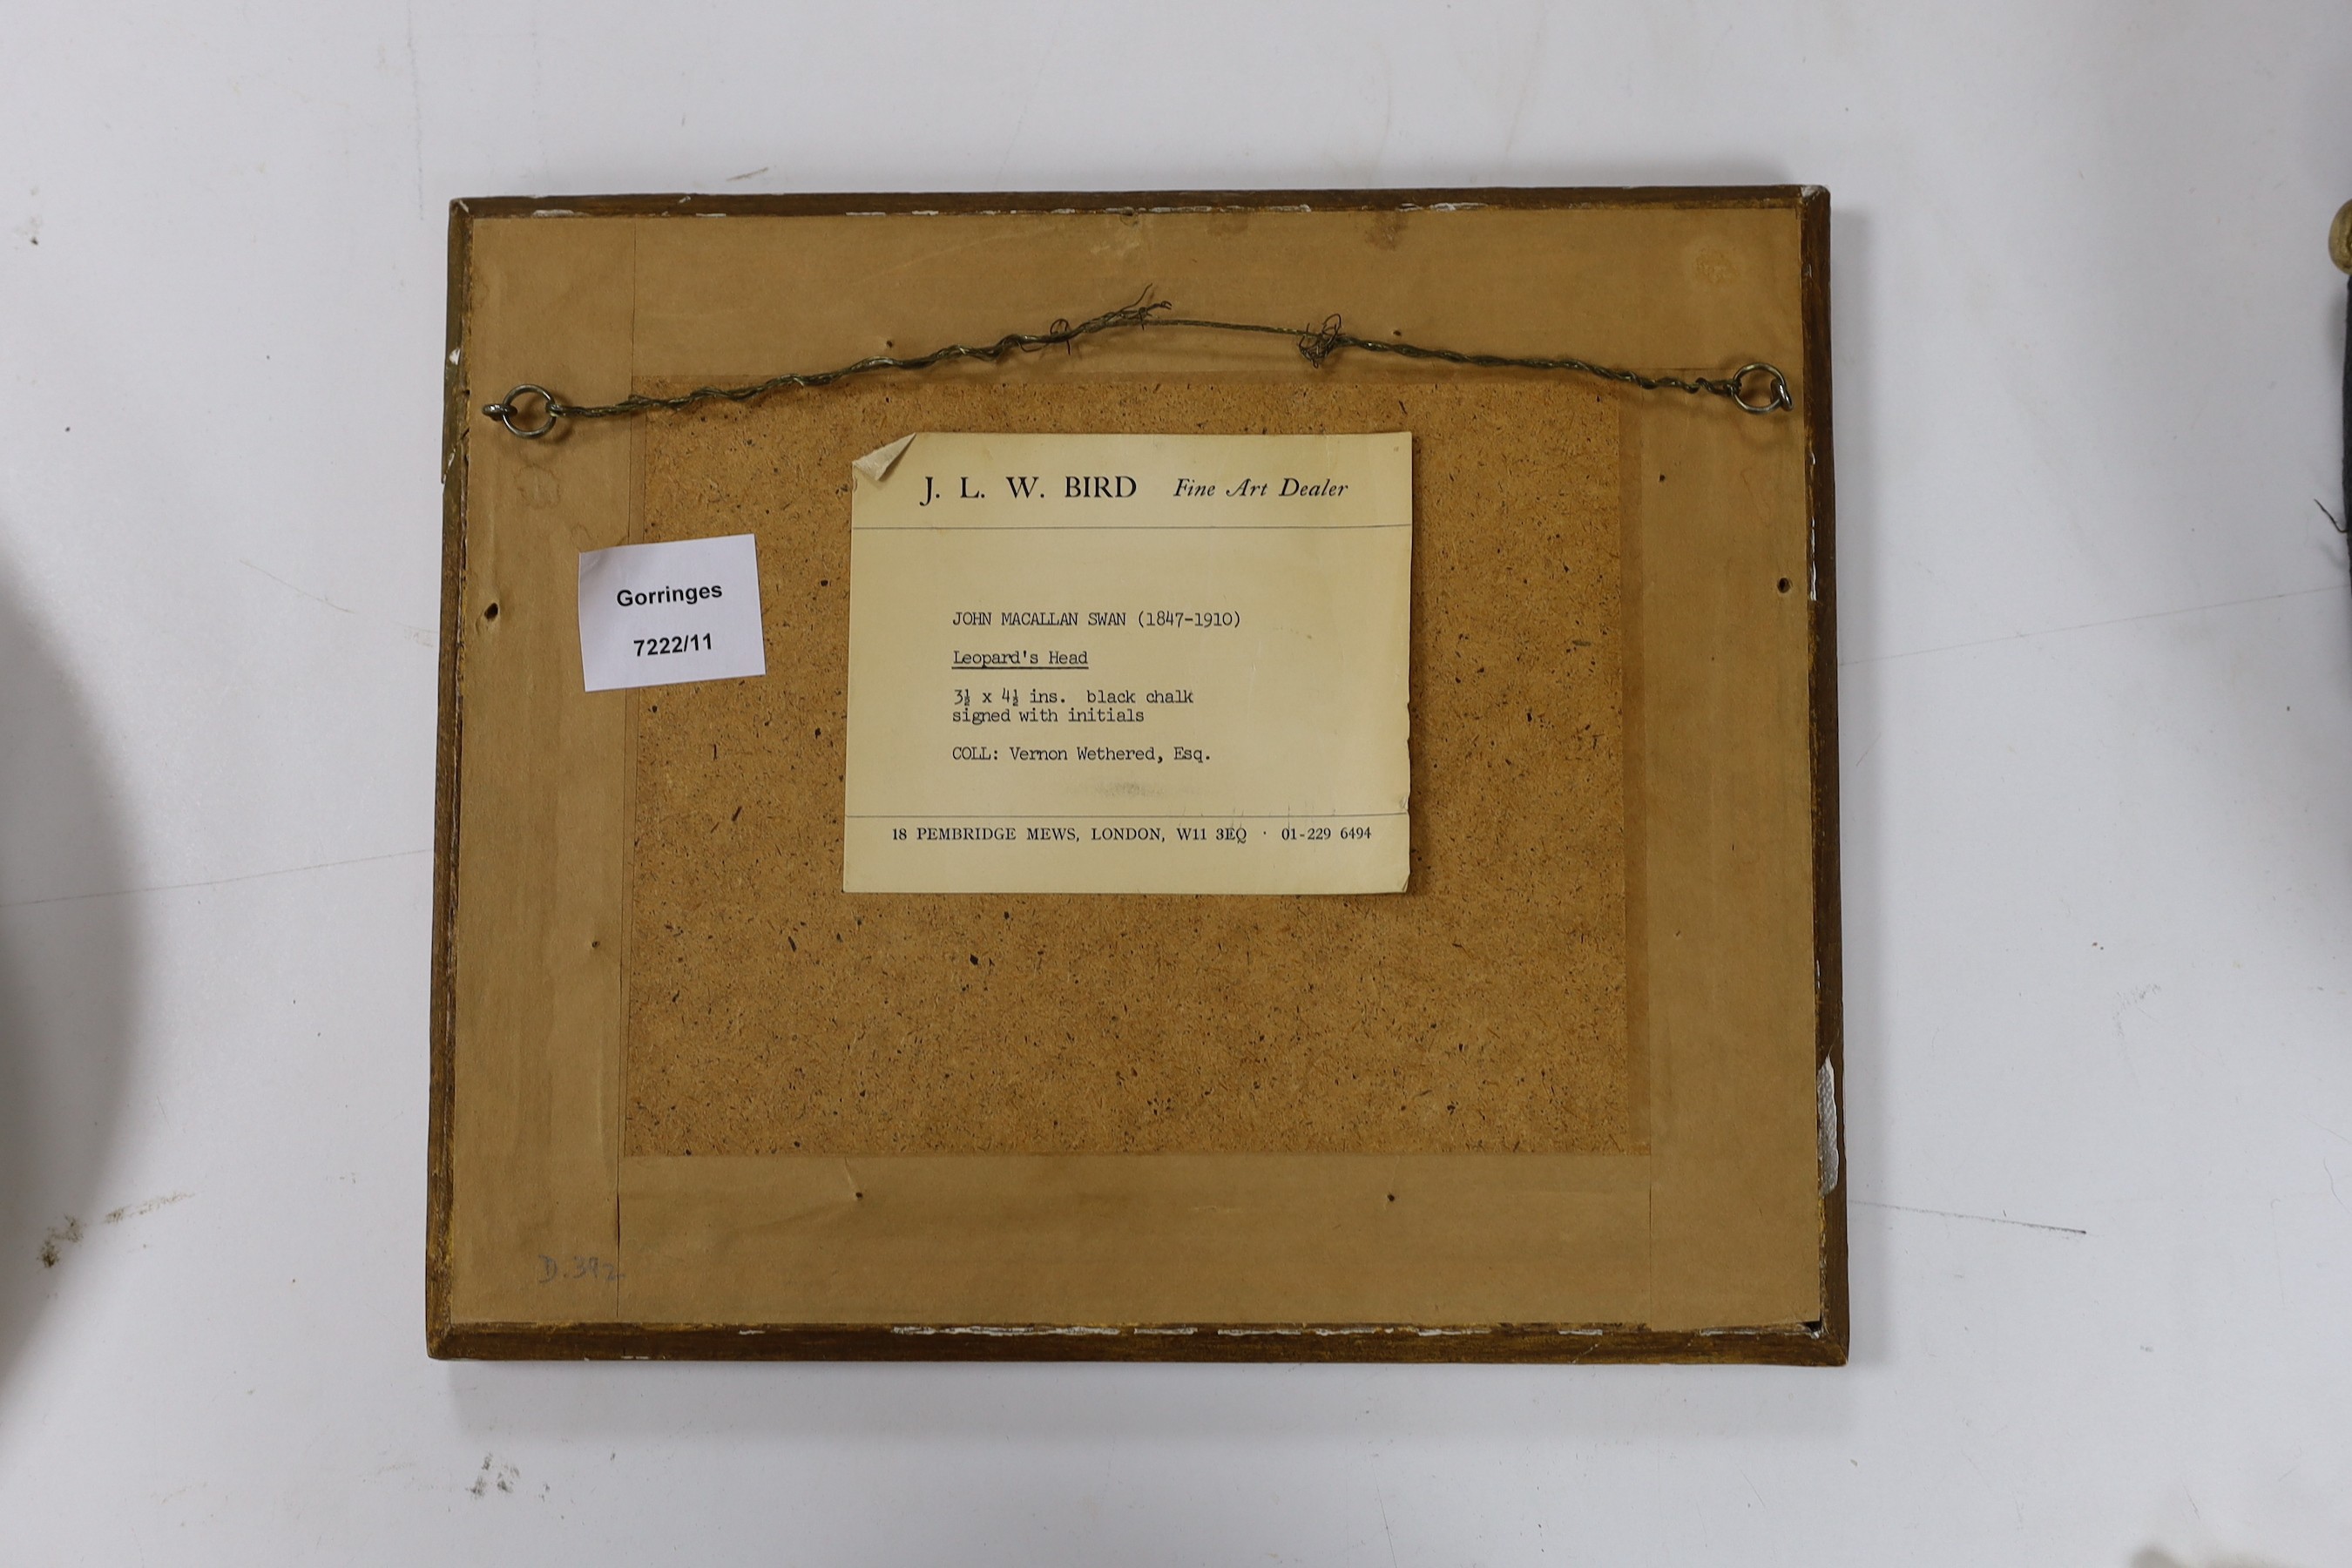 J. L. W. BIRD Fine Art Dealer
Gorringes
7222/11
JOHN MACALLAN SWAN (1847-1910)
Leopard's Head
3½ x 4½ ins. black chalk
signed with initials
COLL: Vernon Wethered, Esq.
18 PEMBRIDGE MEWS, LONDON, W11 3EQ · 01-229 6494
D.392